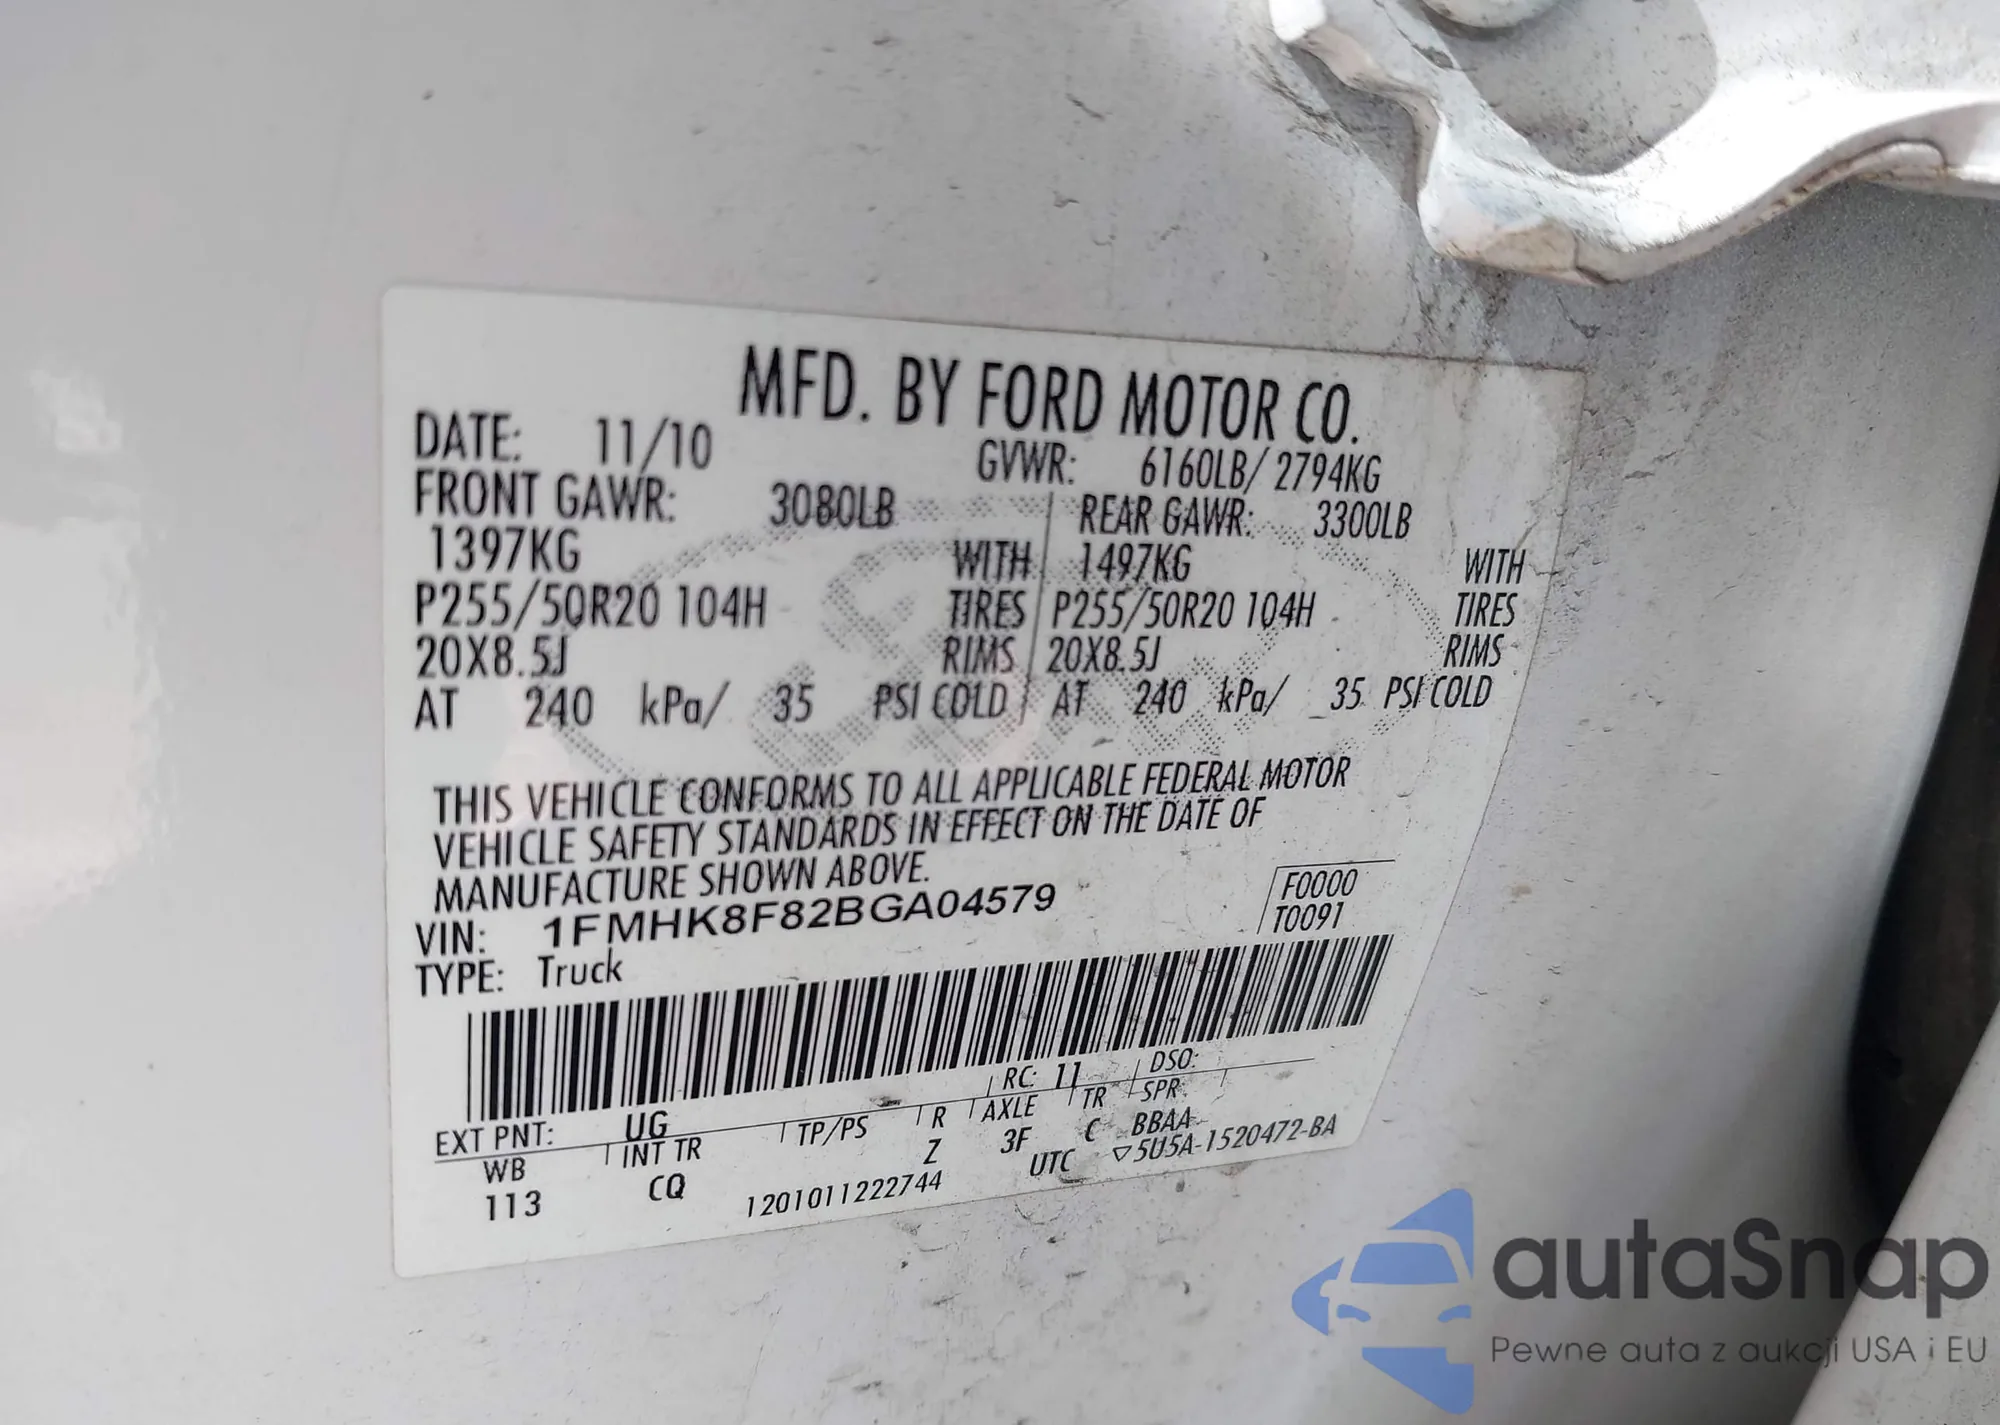 MFD. BY FORD MOTOR CO.
DATE: 11/10 GVWR: 6160LB/ 2794KG
FRONT GAWR: 3080LB REAR GAWR: 3300LB
1397KG WITH 1497KG WITH
P255/50R20 104H TIRES P255/50R20 104H TIRES
20X8.5J RIMS 20X8.5J RIMS
AT 240 kPa/ 35 PSI COLD AT 240 kPa/ 35 PSI COLD
THIS VEHICLE CONFORMS TO ALL APPLICABLE FEDERAL MOTOR
VEHICLE SAFETY STANDARDS IN EFFECT ON THE DATE OF
MANUFACTURE SHOWN ABOVE.
VIN: 1FMHK8F82BGA04579 F0000
TYPE: Truck T0091
EXT PNT: UG RC: 11 DSO:
WB INT TR TP/PS R AXLE TR SPR
113 CQ Z 3F C BBAA
1201011222744 UTC ▽5U5A-1520472-BA
autaSnap
Pewne auta z aukcji USA i EU